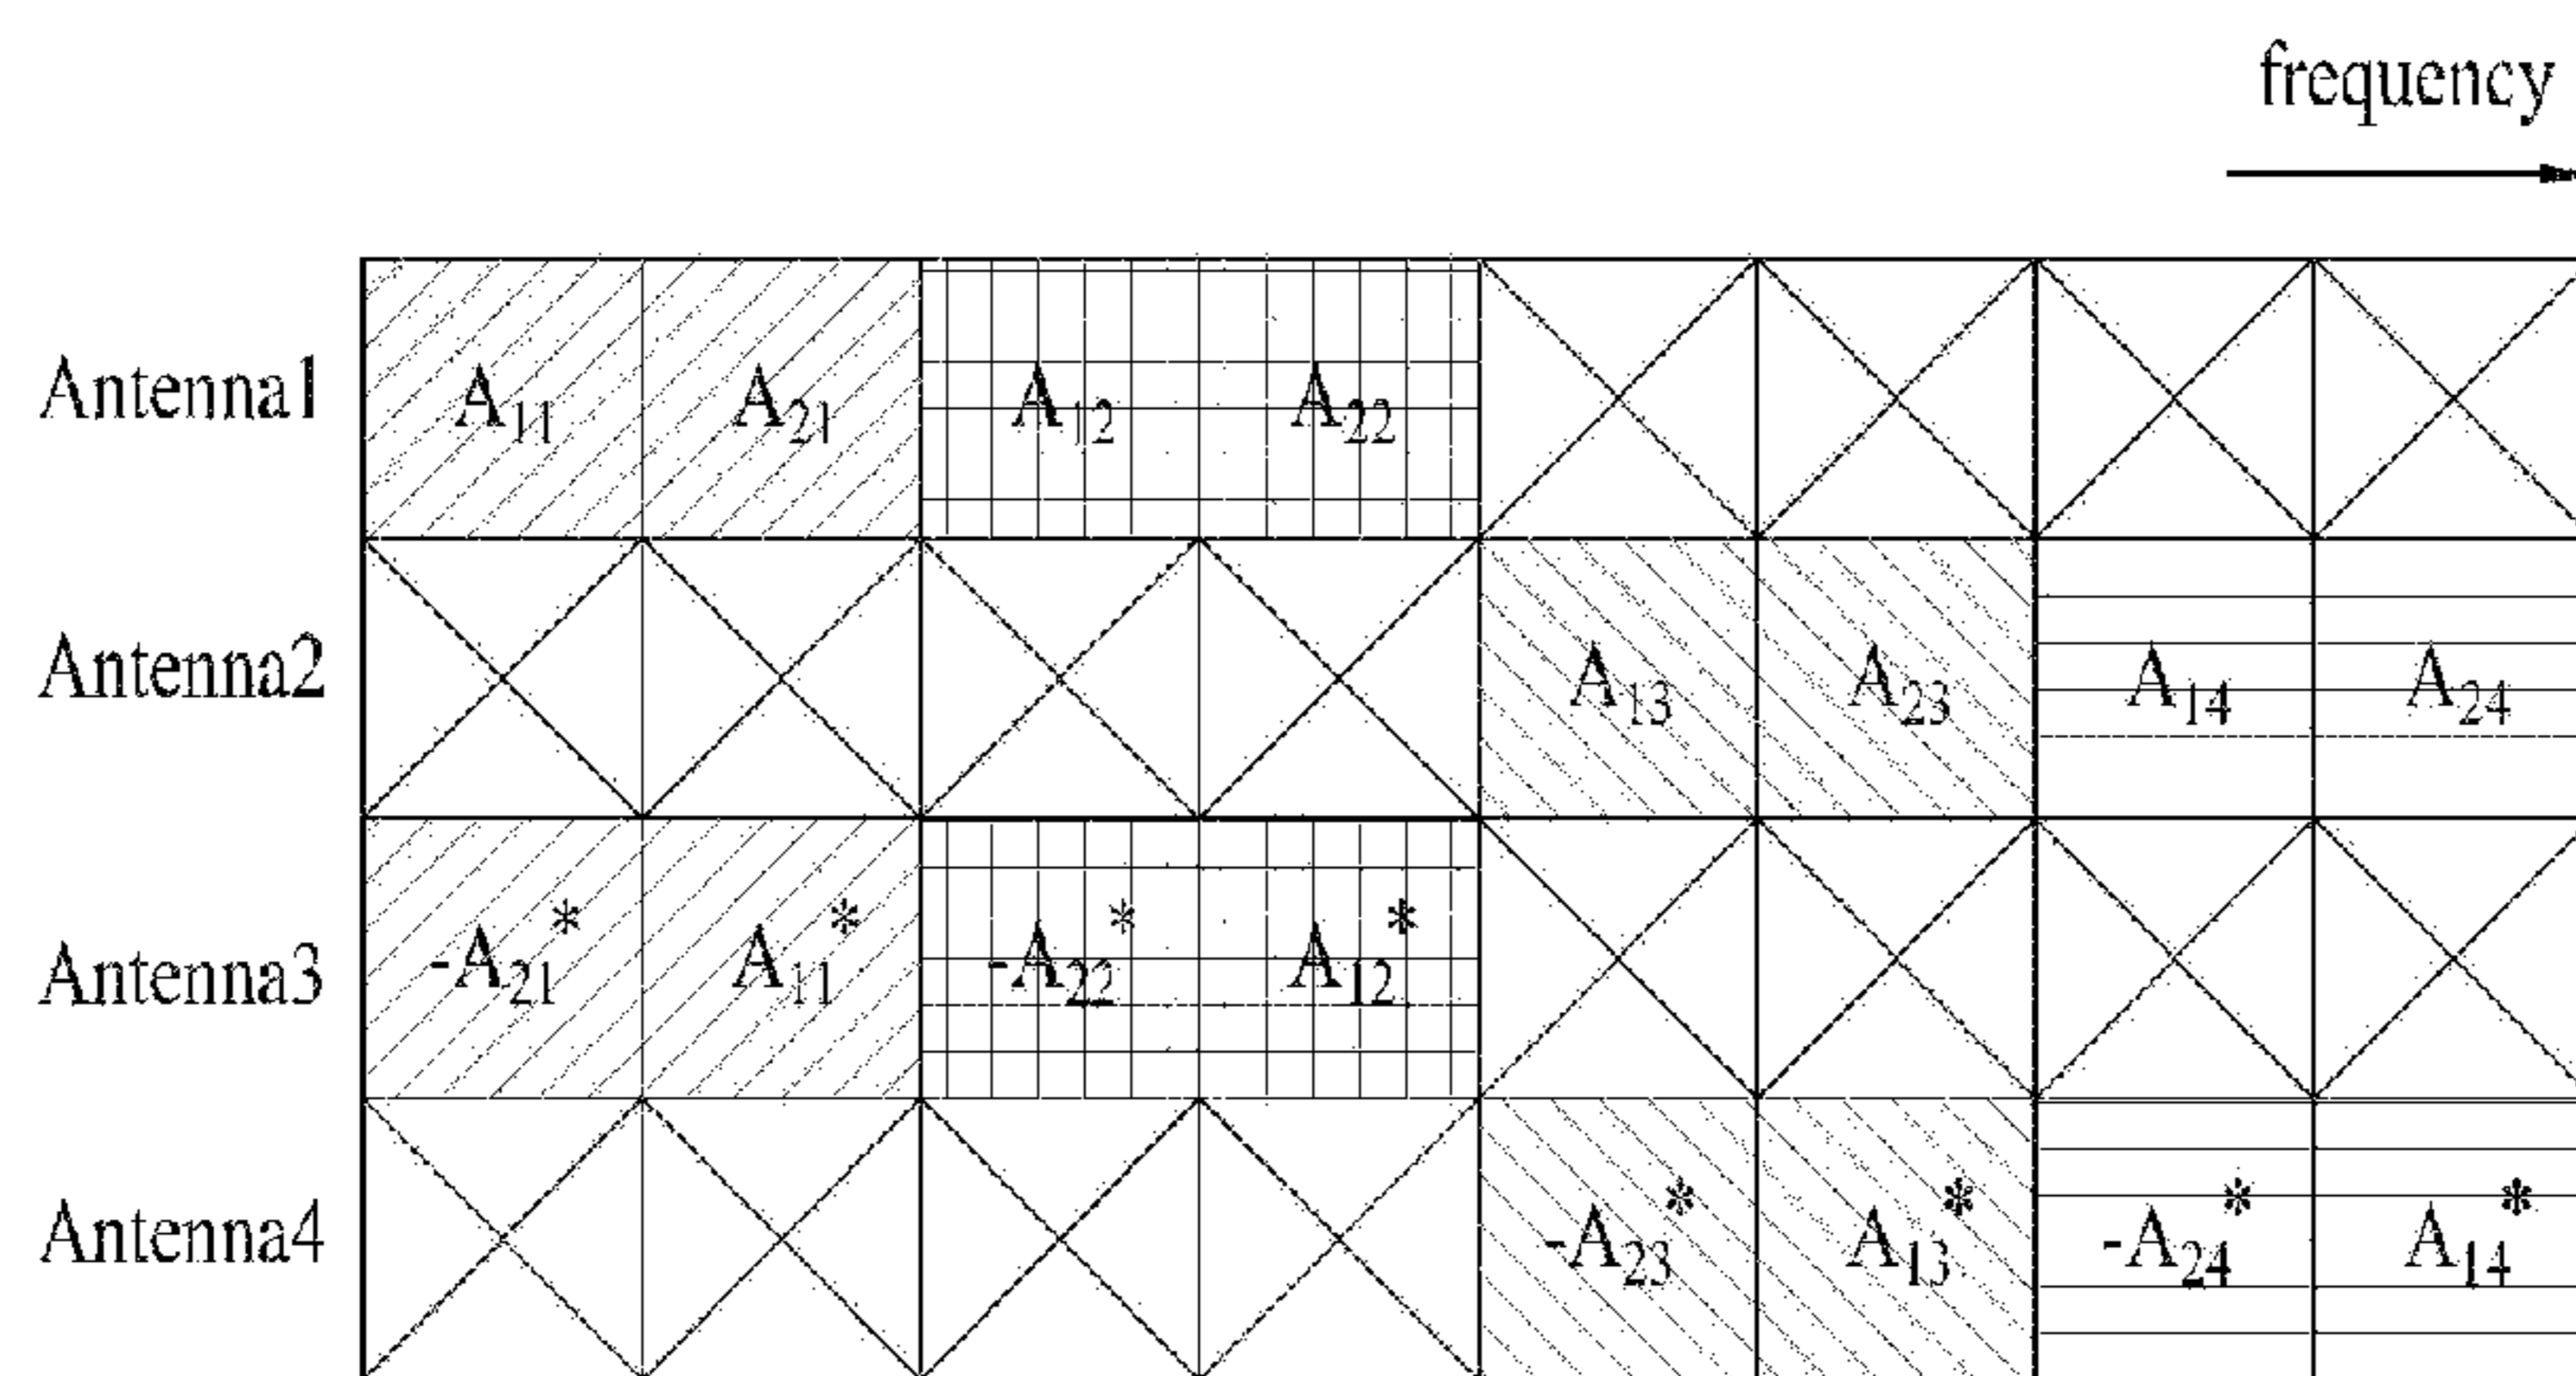 frequency
Antenna1 A₁₁ A₂₁ A₁₂ A₂₂
Antenna2 A₁₃ A₂₃ A₁₄ A₂₄
Antenna3 -A₂₁* A₁₁* -A₂₂* A₁₂*
Antenna4 -A₂₃* A₁₃* -A₂₄* A₁₄*